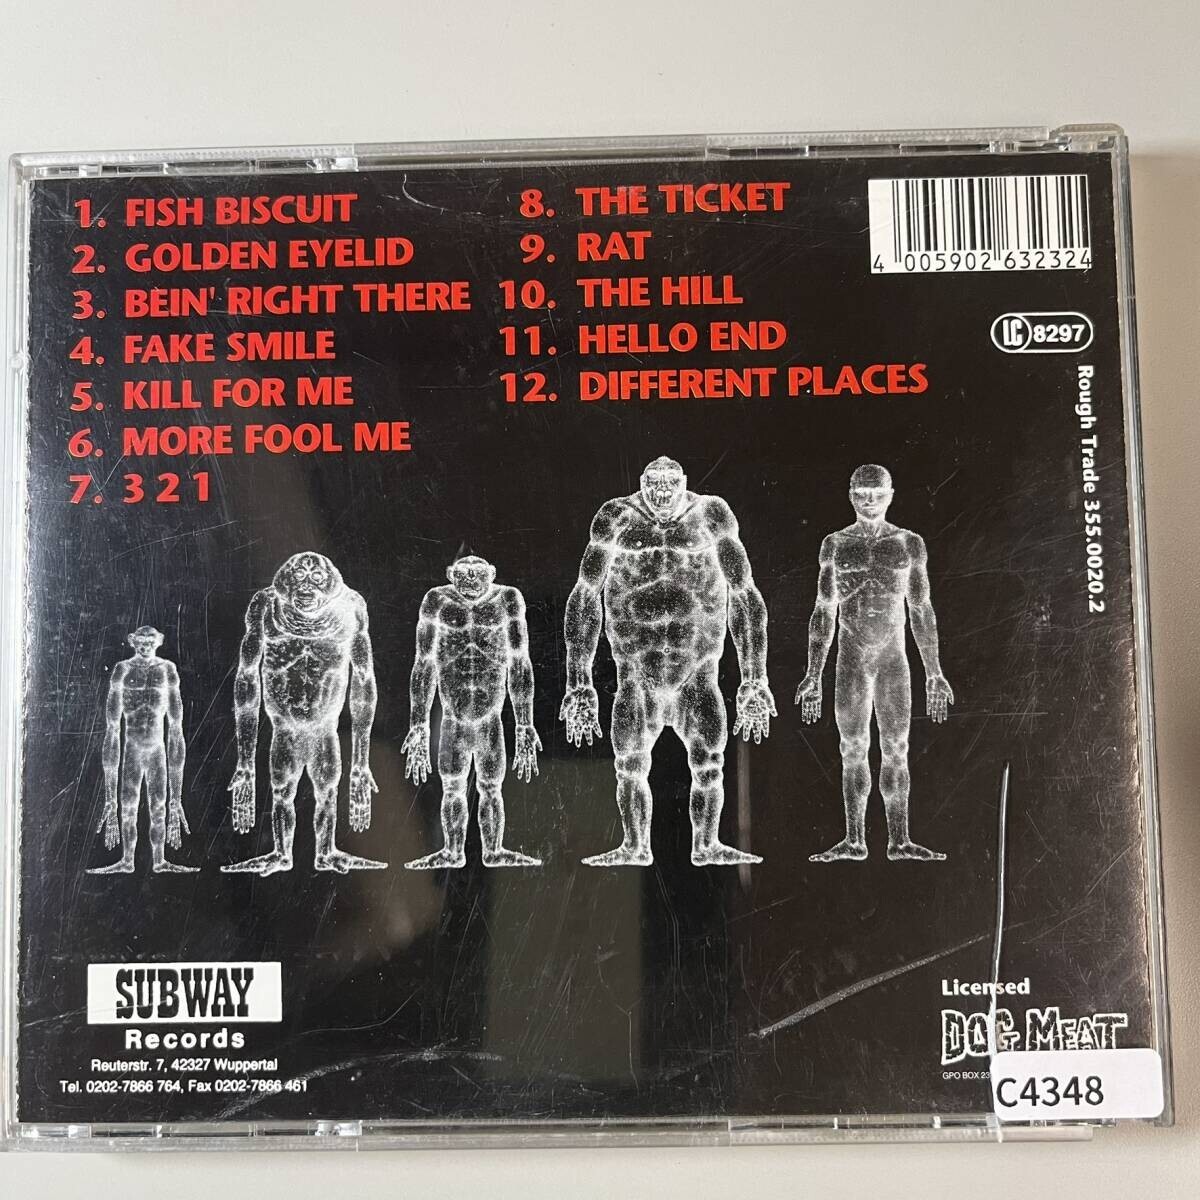 1. FISH BISCUIT
2. GOLDEN EYELID
3. BEIN' RIGHT THERE
4. FAKE SMILE
5. KILL FOR ME
6. MORE FOOL ME
7. 3 2 1
8. THE TICKET
9. RAT
10. THE HILL
11. HELLO END
12. DIFFERENT PLACES
4 005902 632324
LC 8297
Rough Trade 355.0020.2
SUBWAY
Records
Reuterstr. 7, 42327 Wuppertal
Tel. 0202-7866 764, Fax 0202-7866 461
Licensed
DOG MEAT
GPO BOX
C4348